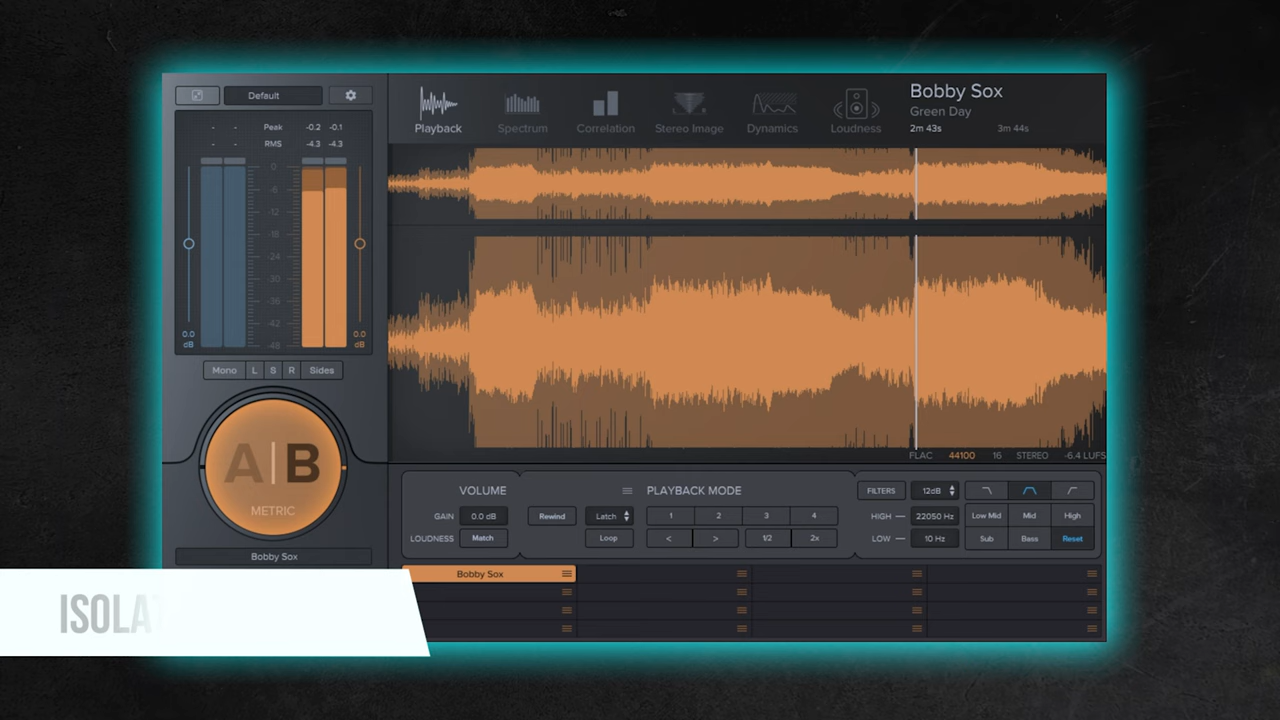 Default
Peak - - -0.2 -0.1
RMS - - -4.3 -4.3
0
-6
-12
-18
-24
-30
-36
-42
-48
0.0 dB
0.0 dB
Mono L S R Sides
A|B
METRIC
Bobby Sox
Playback Spectrum Correlation Stereo Image Dynamics Loudness
Bobby Sox
Green Day
2m 43s 3m 44s
FLAC 44100 16 STEREO -6.4 LUFS
VOLUME
GAIN 0.0 dB
LOUDNESS Match
PLAYBACK MODE
Rewind Latch 1 2 3 4
Loop < > 1/2 2x
FILTERS 12dB
HIGH 22050 Hz Low Mid Mid High
LOW 10 Hz Sub Bass Reset
Bobby Sox
ISOLA